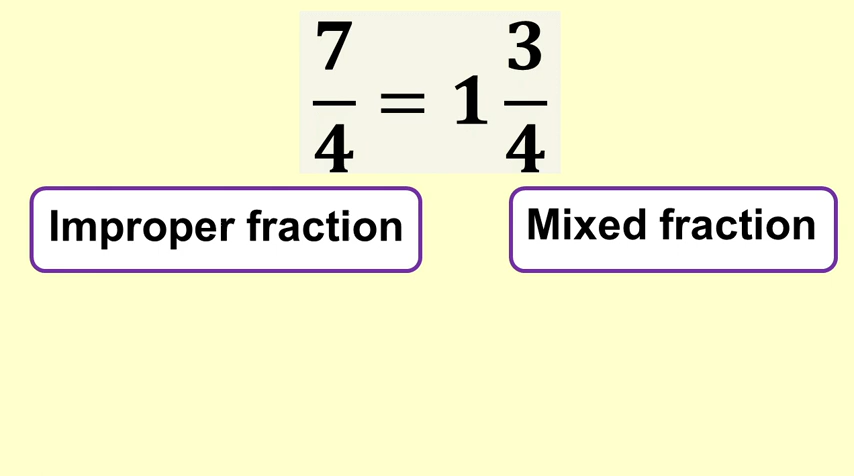 7/4 = 1 3/4
Improper fraction
Mixed fraction